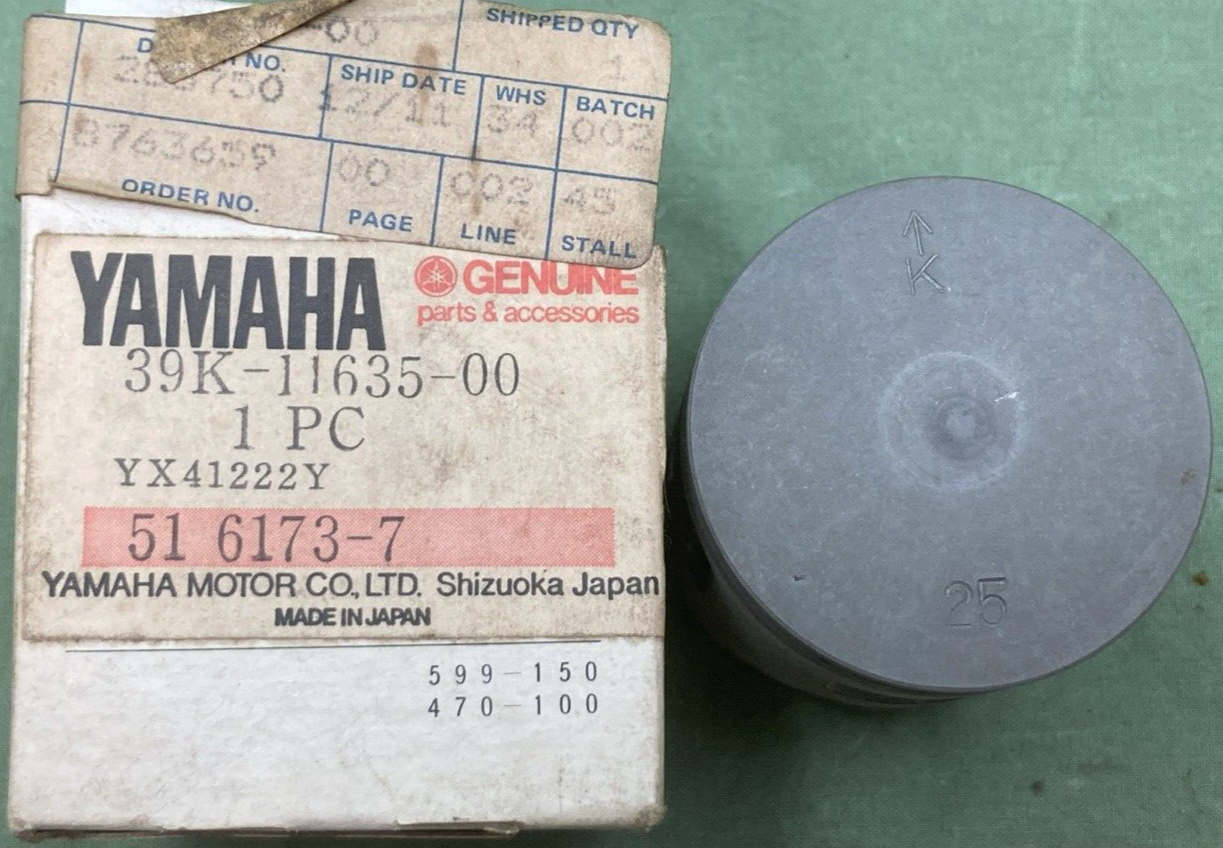 -00
SHIPPED QTY
1
NO.
SHIP DATE
WHS
BATCH
12/11
34
002
8763659
00
002
45
ORDER NO.
PAGE
LINE
STALL
YAMAHA
GENUINE
parts & accessories
39K-11635-00
1 PC
YX41222Y
51 6173-7
YAMAHA MOTOR CO., LTD. Shizuoka Japan
MADE IN JAPAN
599-150
470-100
K
25